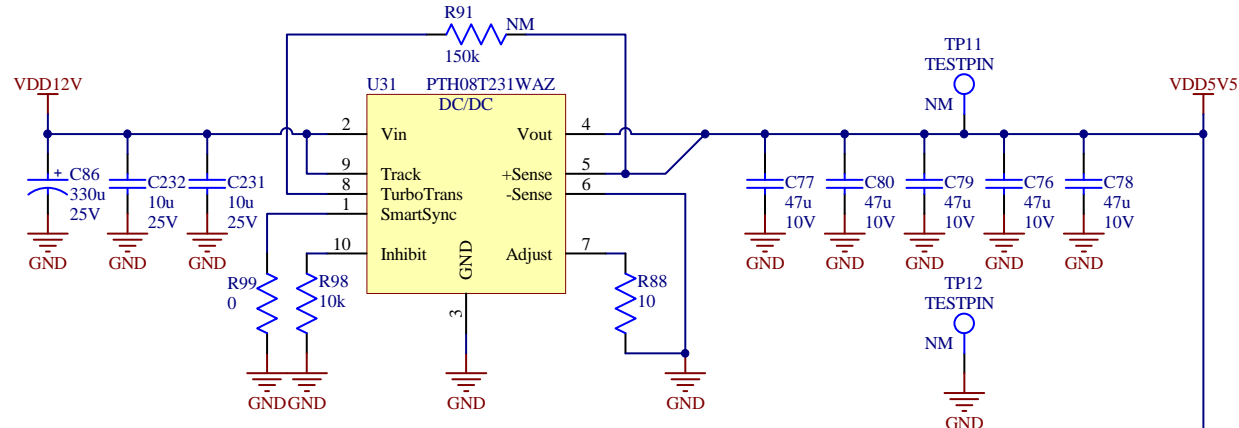 R91
NM
150k
TP11
TESTPIN
NM
VDD12V
VDD5V5
U31
PTH08T231WAZ
DC/DC
2
Vin
Vout
4
9
Track
+Sense
5
8
TurboTrans
-Sense
6
1
SmartSync
10
Inhibit
GND
Adjust
7
3
+
C86
330u
25V
GND
C232
10u
25V
GND
C231
10u
25V
GND
R99
0
GND
R98
10k
GND
GND
R88
10
GND
C77
47u
10V
GND
C80
47u
10V
GND
C79
47u
10V
GND
C76
47u
10V
GND
C78
47u
10V
GND
TP12
TESTPIN
NM
GND